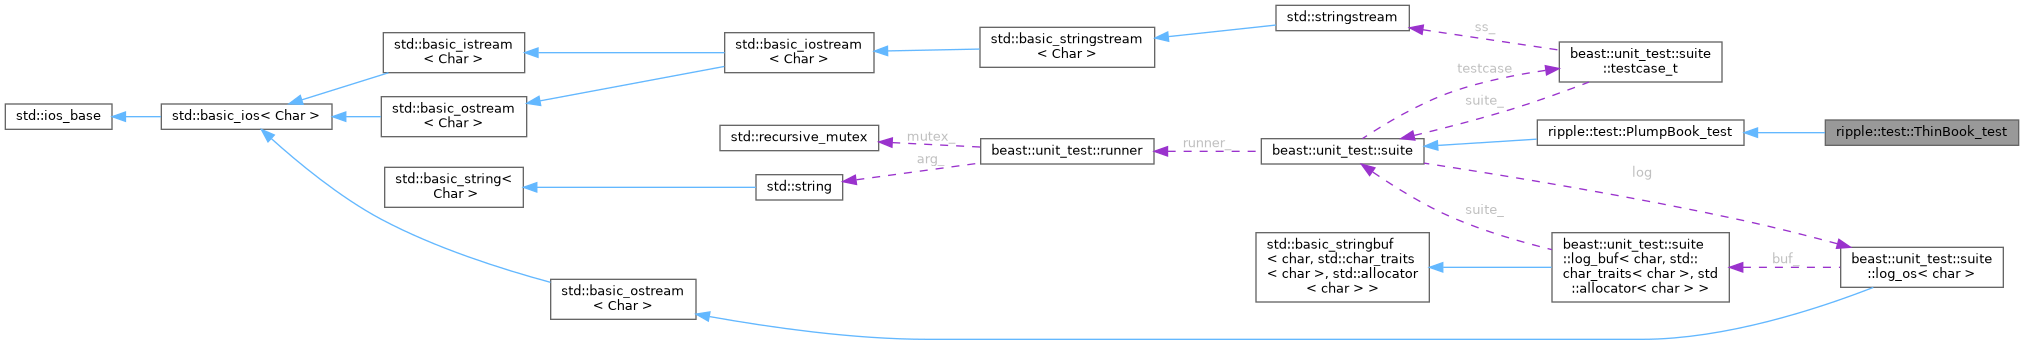 std::stringstream
ss_
std::basic_stringstream
< Char >
std::basic_istream
< Char >
std::basic_iostream
< Char >
beast::unit_test::suite
::testcase_t
testcase
suite_
std::ios_base
std::basic_ios< Char >
std::basic_ostream
< Char >
std::recursive_mutex
mutex_
arg_
beast::unit_test::runner
runner_
beast::unit_test::suite
ripple::test::PlumpBook_test
ripple::test::ThinBook_test
std::basic_string<
Char >
std::string
log
suite_
std::basic_stringbuf
< char, std::char_traits
< char >, std::allocator
< char > >
beast::unit_test::suite
::log_buf< char, std::
char_traits< char >, std
::allocator< char > >
buf_
beast::unit_test::suite
::log_os< char >
std::basic_ostream
< Char >